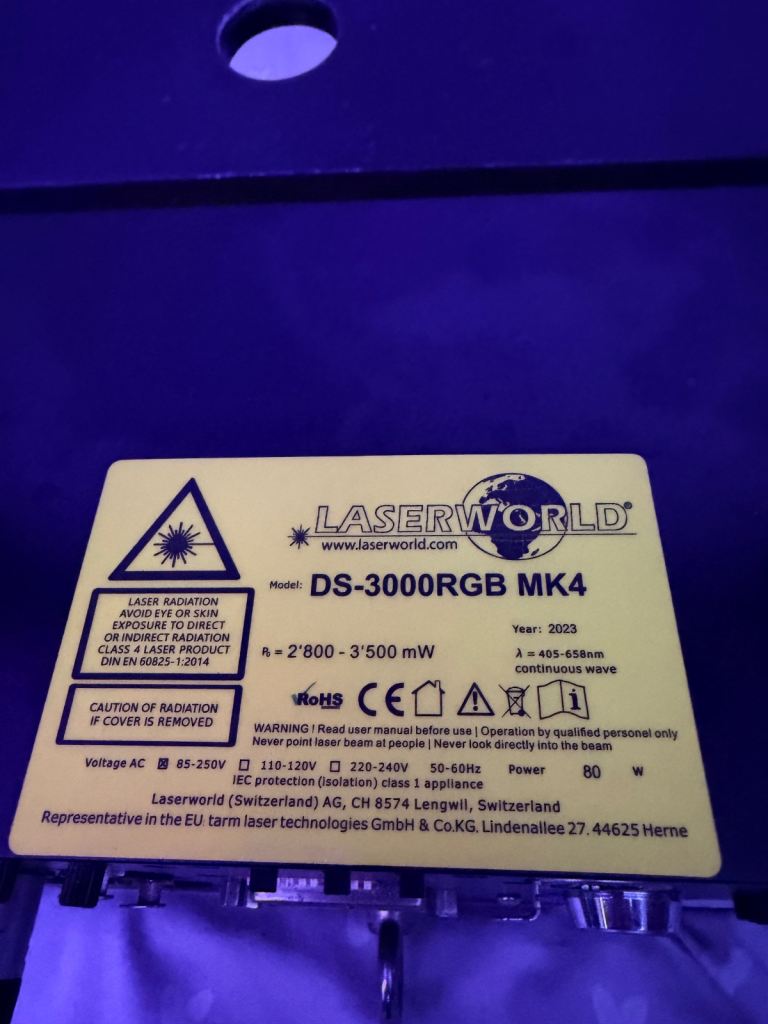 LASERWORLD®
www.laserworld.com
Model: DS-3000RGB MK4
LASER RADIATION
AVOID EYE OR SKIN
EXPOSURE TO DIRECT
OR INDIRECT RADIATION
CLASS 4 LASER PRODUCT
DIN EN 60825-1:2014
Year: 2023
P₀ = 2'800 - 3'500 mW
λ = 405-658nm
continuous wave
CAUTION OF RADIATION
IF COVER IS REMOVED
RoHS CE
WARNING ! Read user manual before use | Operation by qualified personel only
Never point laser beam at people | Never look directly into the beam
Voltage AC ☒ 85-250V ☐ 110-120V ☐ 220-240V 50-60Hz Power 80 W
IEC protection (isolation) class 1 appliance
Laserworld (Switzerland) AG, CH 8574 Lengwil, Switzerland
Representative in the EU: tarm laser technologies GmbH & Co.KG. Lindenallee 27. 44625 Herne